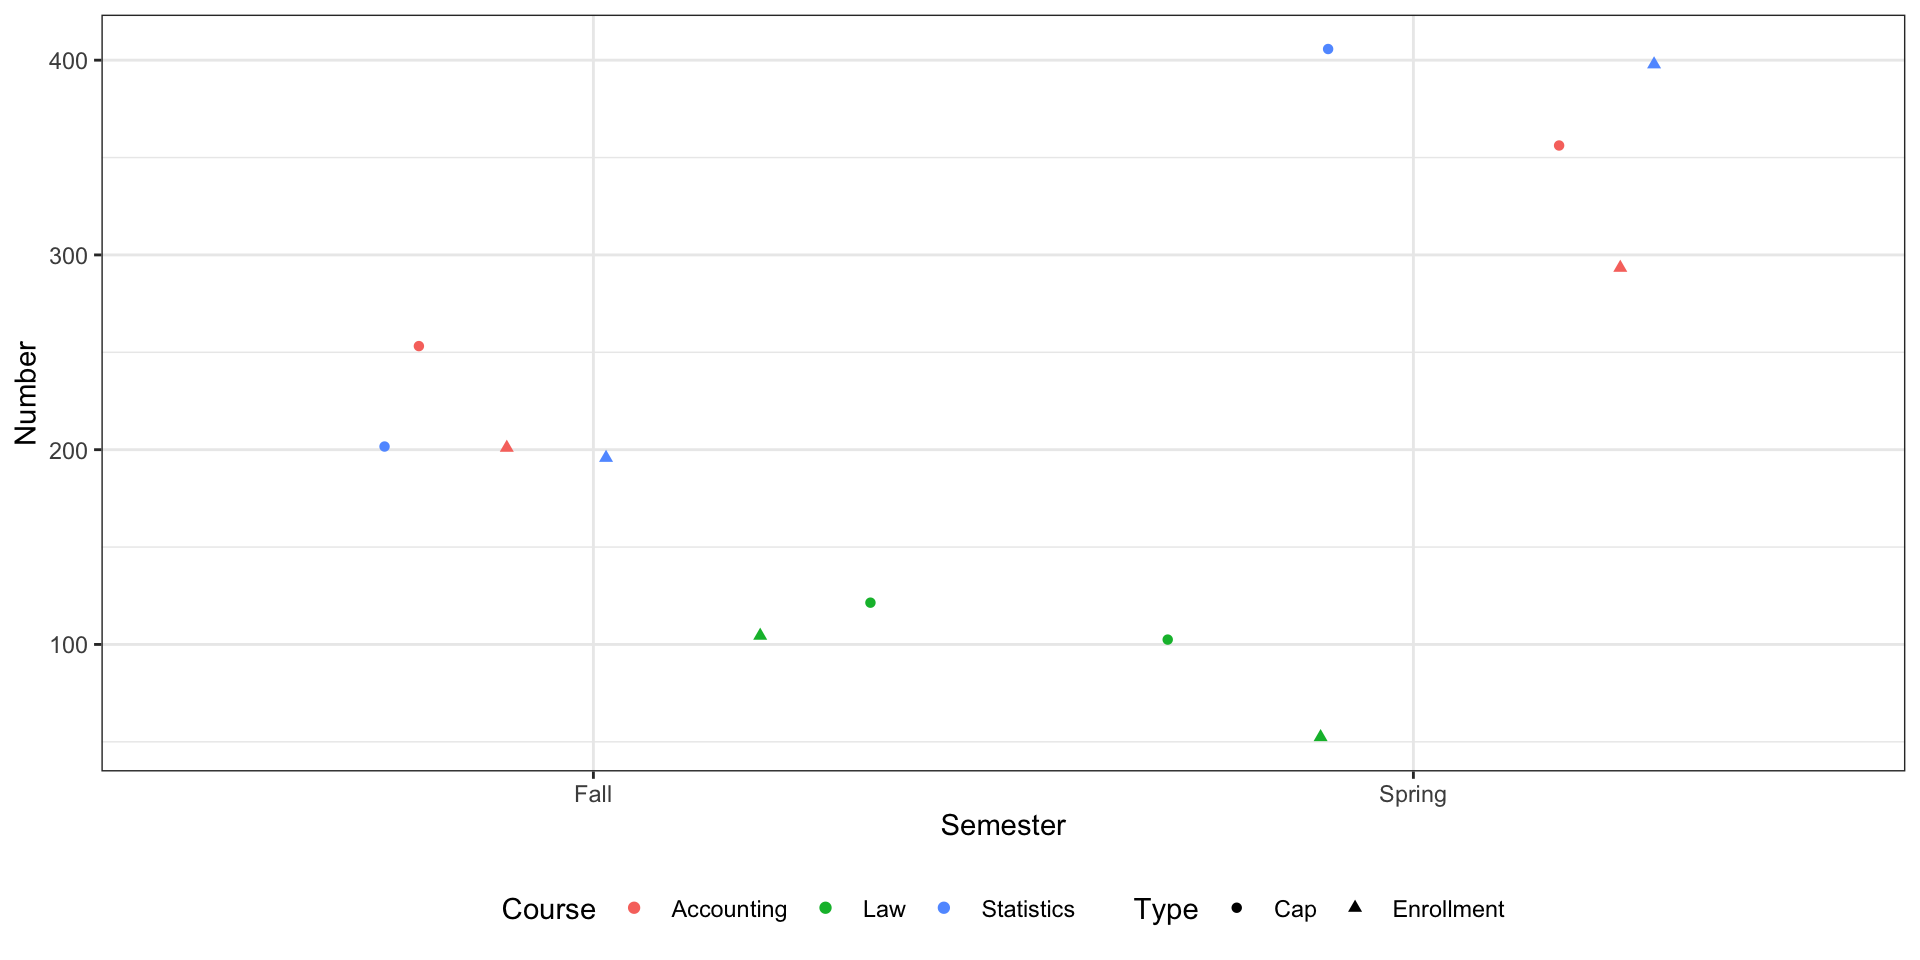 400
300
200
100
Number
Fall Spring
Semester
Course Accounting Law Statistics Type Cap Enrollment